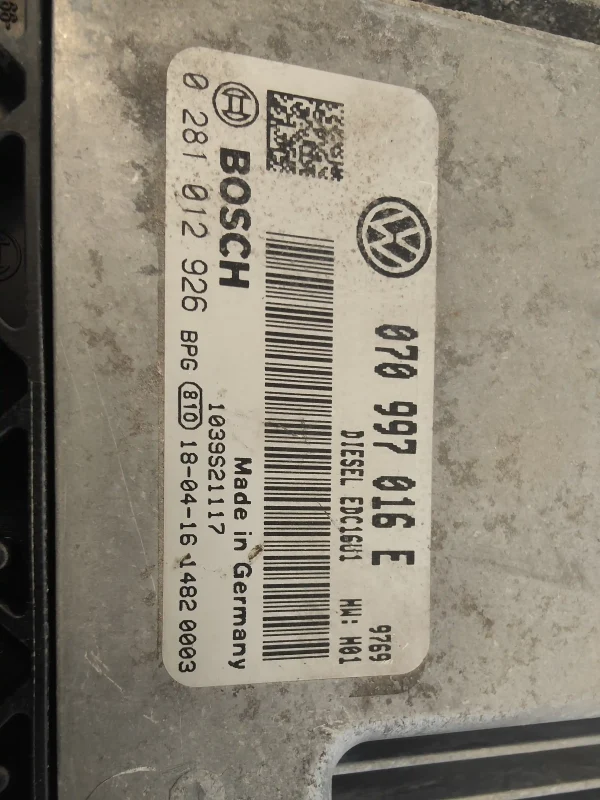 070 997 016 E
9769
DIESEL EDC16U1 HW: H01
BOSCH
Made in Germany
1039S21117
0 281 012 926 BPG 810 18-04-16 1482 0003